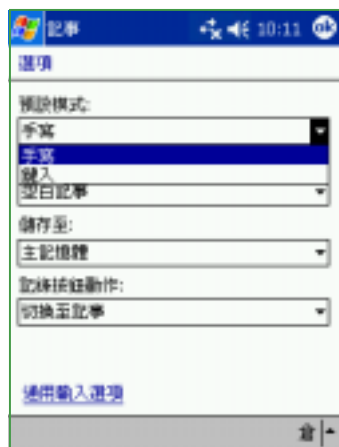 記事 10:11 ok
選項
預設模式:
手寫
手寫
鍵入
空白記事
儲存至:
主記憶體
記錄按鈕動作:
切換至記事
通用輸入選項
倉